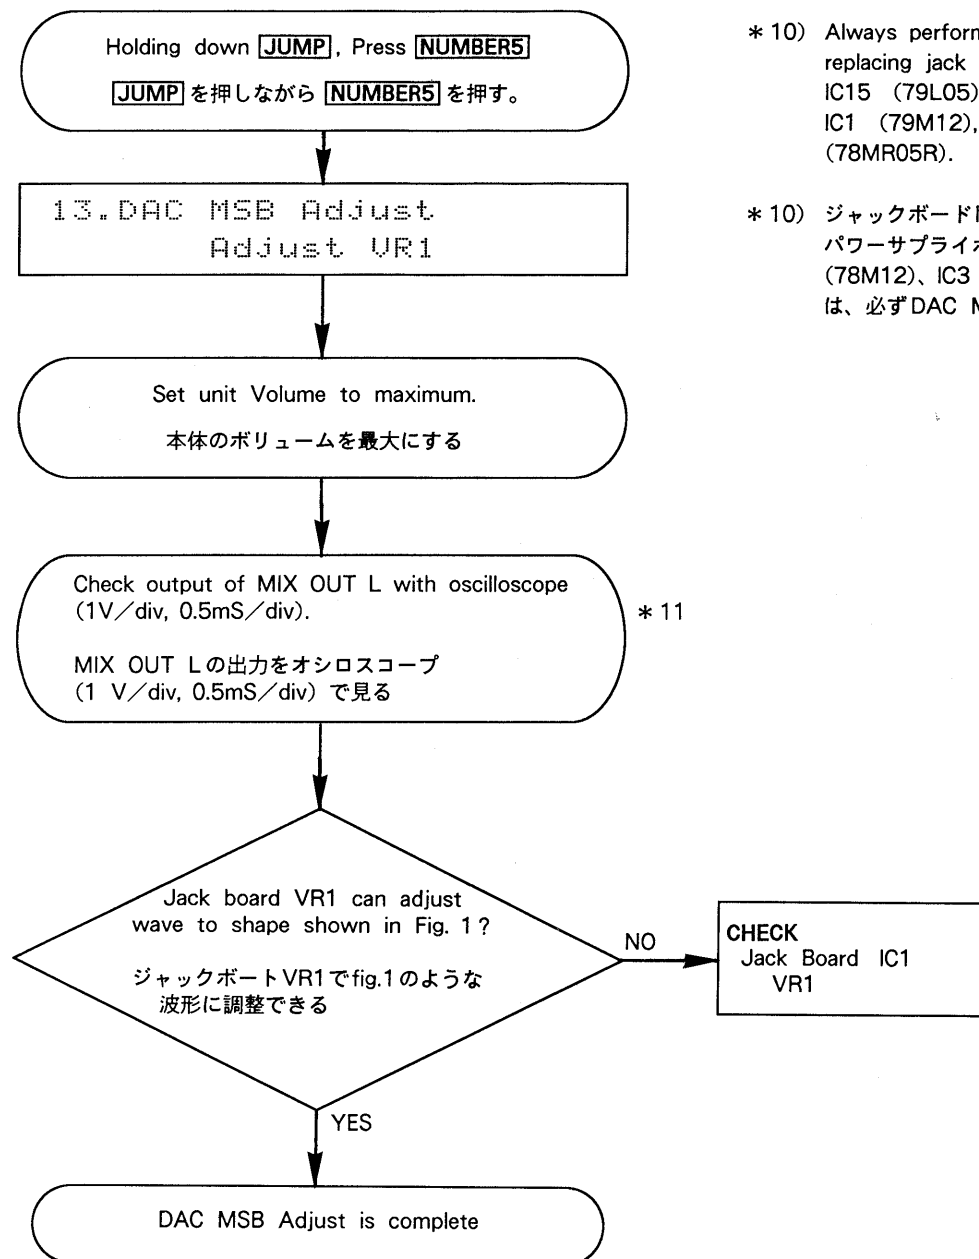 Holding down JUMP, Press NUMBER5
JUMPを押しながらNUMBER5を押す。
13.DAC MSB Adjust
Adjust VR1
Set unit Volume to maximum.
本体のボリュームを最大にする
Check output of MIX OUT L with oscilloscope
(1V/div, 0.5mS/div).
MIX OUT Lの出力をオシロスコープ
(1 V/div, 0.5mS/div) で見る
*11
Jack board VR1 can adjust
wave to shape shown in Fig. 1?
ジャックボートVR1でfig.1のような
波形に調整できる
NO
CHECK
Jack Board IC1
VR1
YES
DAC MSB Adjust is complete
*10) Always perform
replacing jack
IC15 (79L05)
IC1 (79M12),
(78MR05R).
*10) ジャックボード
パワーサプライ
(78M12)、IC3
は、必ずDAC